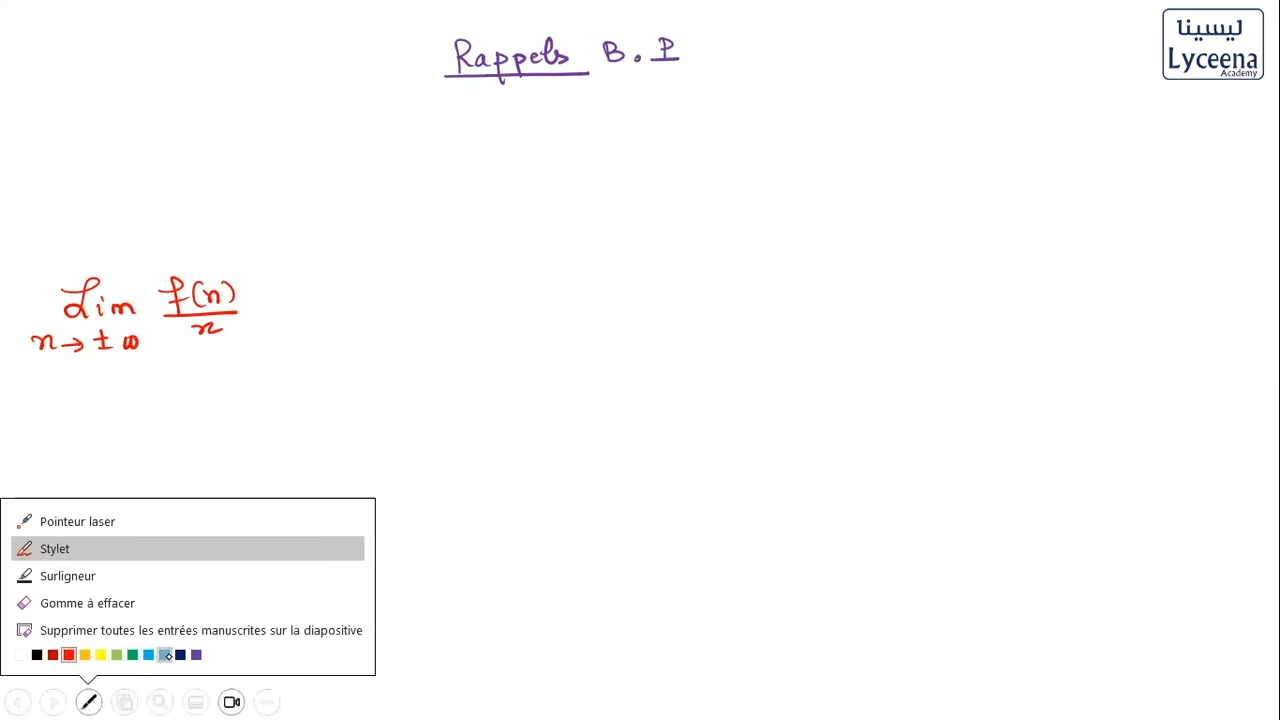 Rappels B.P
ليسينا
Lyceena
Academy
Lim f(x)/x
x → ± ∞
Pointeur laser
Stylet
Surligneur
Gomme à effacer
Supprimer toutes les entrées manuscrites sur la diapositive